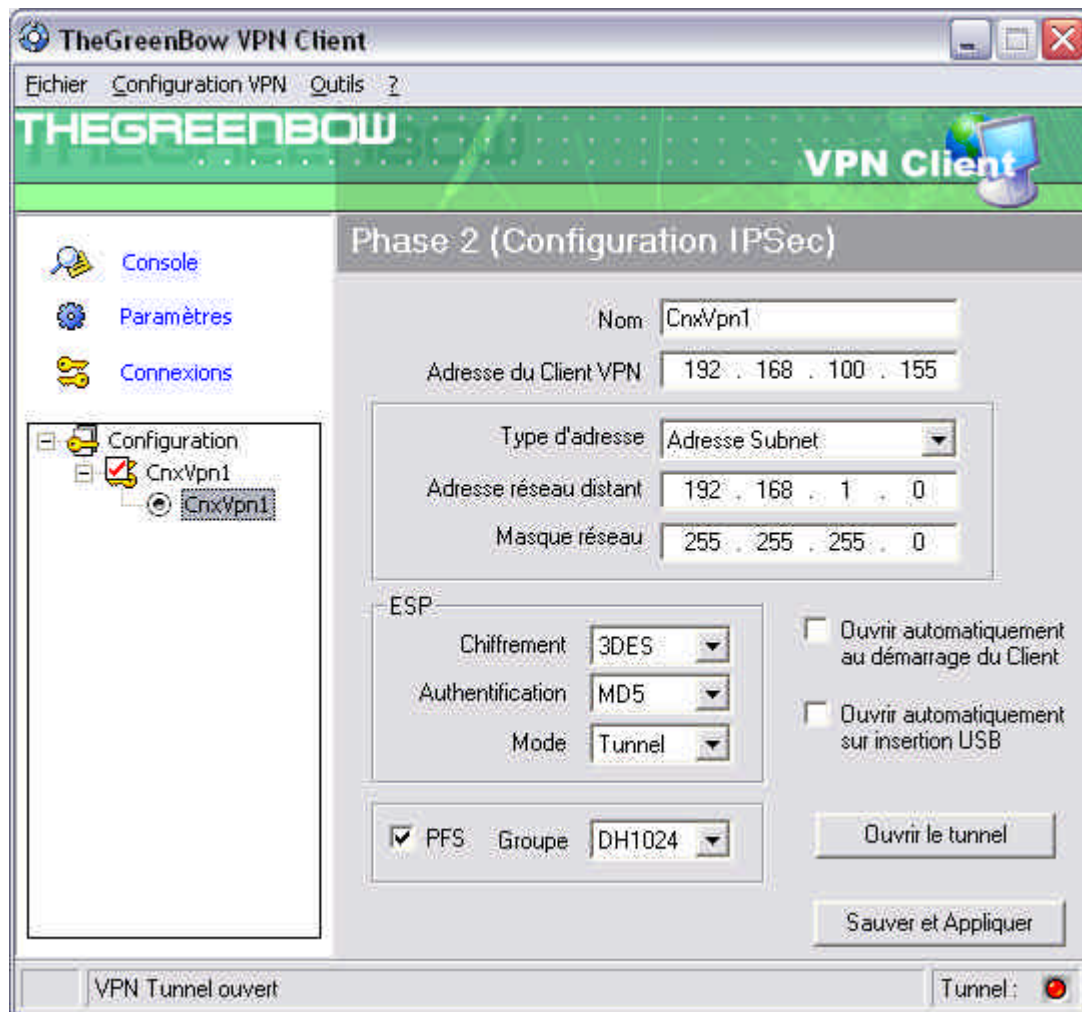 TheGreenBow VPN Client
Fichier Configuration VPN Outils ?
THEGREENBOW
VPN Client
Console
Paramètres
Connexions
Configuration
CnxVpn1
CnxVpn1
Phase 2 (Configuration IPSec)
Nom CnxVpn1
Adresse du Client VPN 192 . 168 . 100 . 155
Type d'adresse Adresse Subnet
Adresse réseau distant 192 . 168 . 1 . 0
Masque réseau 255 . 255 . 255 . 0
ESP
Chiffrement 3DES
Authentification MD5
Mode Tunnel
Ouvrir automatiquement
au démarrage du Client
Ouvrir automatiquement
sur insertion USB
PFS Groupe DH1024
Ouvrir le tunnel
Sauver et Appliquer
VPN Tunnel ouvert
Tunnel :